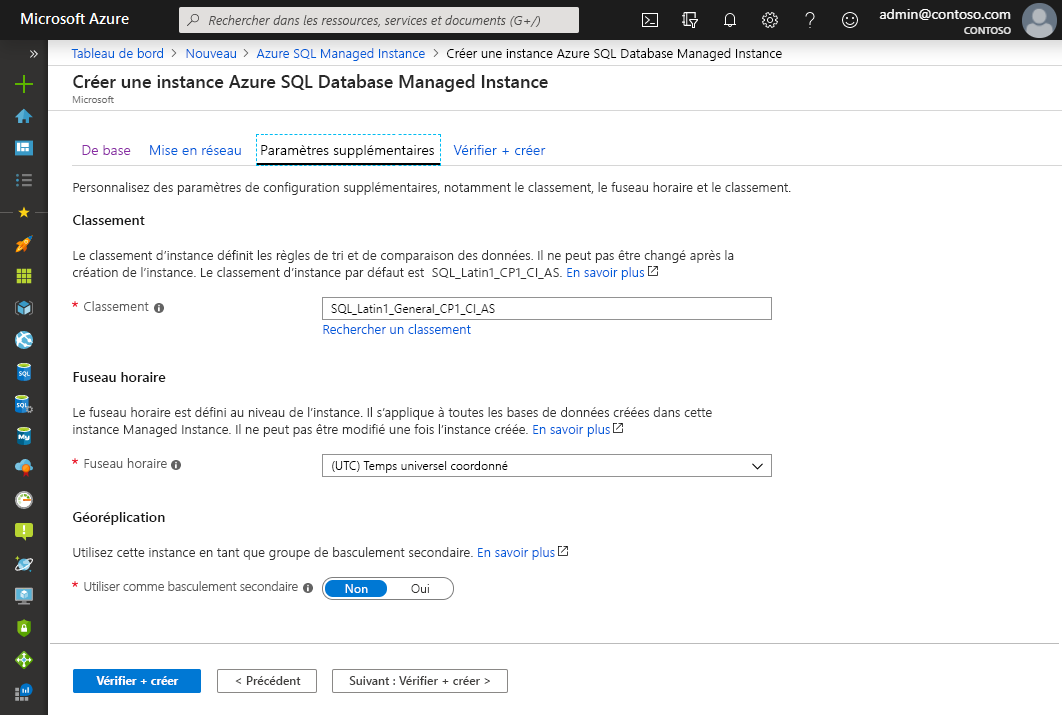 Microsoft Azure
Rechercher dans les ressources, services et documents (G+/)
admin@contoso.com
CONTOSO
Tableau de bord > Nouveau > Azure SQL Managed Instance > Créer une instance Azure SQL Database Managed Instance
Créer une instance Azure SQL Database Managed Instance
Microsoft
De base Mise en réseau Paramètres supplémentaires Vérifier + créer
Personnalisez des paramètres de configuration supplémentaires, notamment le classement, le fuseau horaire et le classement.
Classement
Le classement d’instance définit les règles de tri et de comparaison des données. Il ne peut pas être changé après la
création de l’instance. Le classement d’instance par défaut est SQL_Latin1_CP1_CI_AS. En savoir plus
* Classement
SQL_Latin1_General_CP1_CI_AS
Rechercher un classement
Fuseau horaire
Le fuseau horaire est défini au niveau de l’instance. Il s’applique à toutes les bases de données créées dans cette
instance Managed Instance. Il ne peut pas être modifié une fois l’instance créée. En savoir plus
* Fuseau horaire
(UTC) Temps universel coordonné
Géoréplication
Utilisez cette instance en tant que groupe de basculement secondaire. En savoir plus
* Utiliser comme basculement secondaire
Non Oui
Vérifier + créer
< Précédent
Suivant : Vérifier + créer >